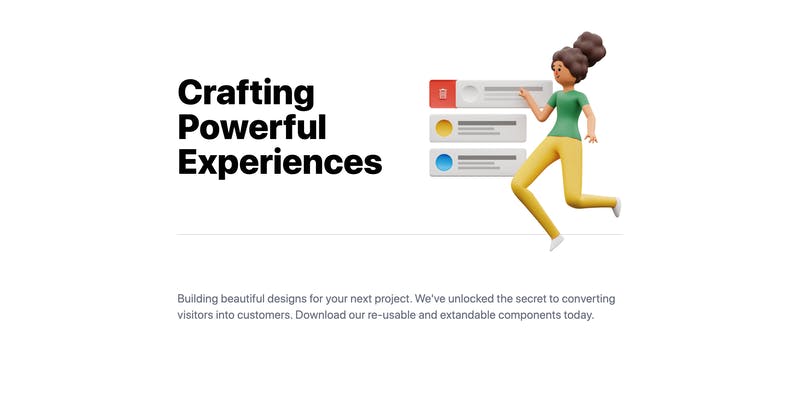 Crafting
Powerful
Experiences
Building beautiful designs for your next project. We've unlocked the secret to converting
visitors into customers. Download our re-usable and extandable components today.